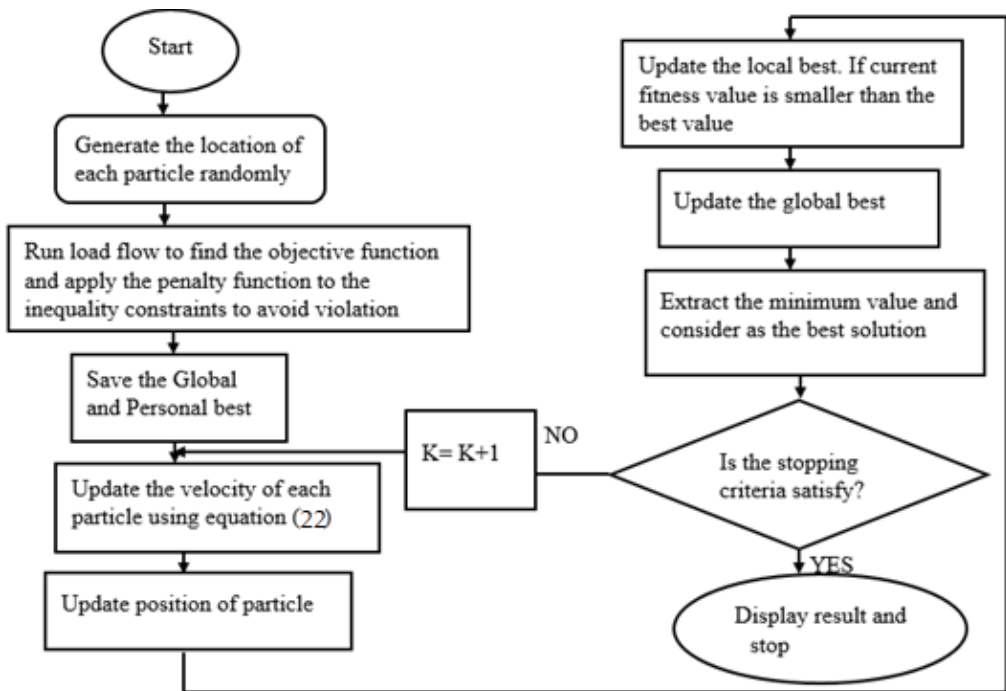 Start
Generate the location of
each particle randomly
Run load flow to find the objective function
and apply the penalty function to the
inequality constraints to avoid violation
Save the Global
and Personal best
Update the velocity of each
particle using equation (22)
Update position of particle
Update the local best. If current
fitness value is smaller than the
best value
Update the global best
Extract the minimum value and
consider as the best solution
Is the stopping
criteria satisfy?
NO
K= K+1
YES
Display result and
stop